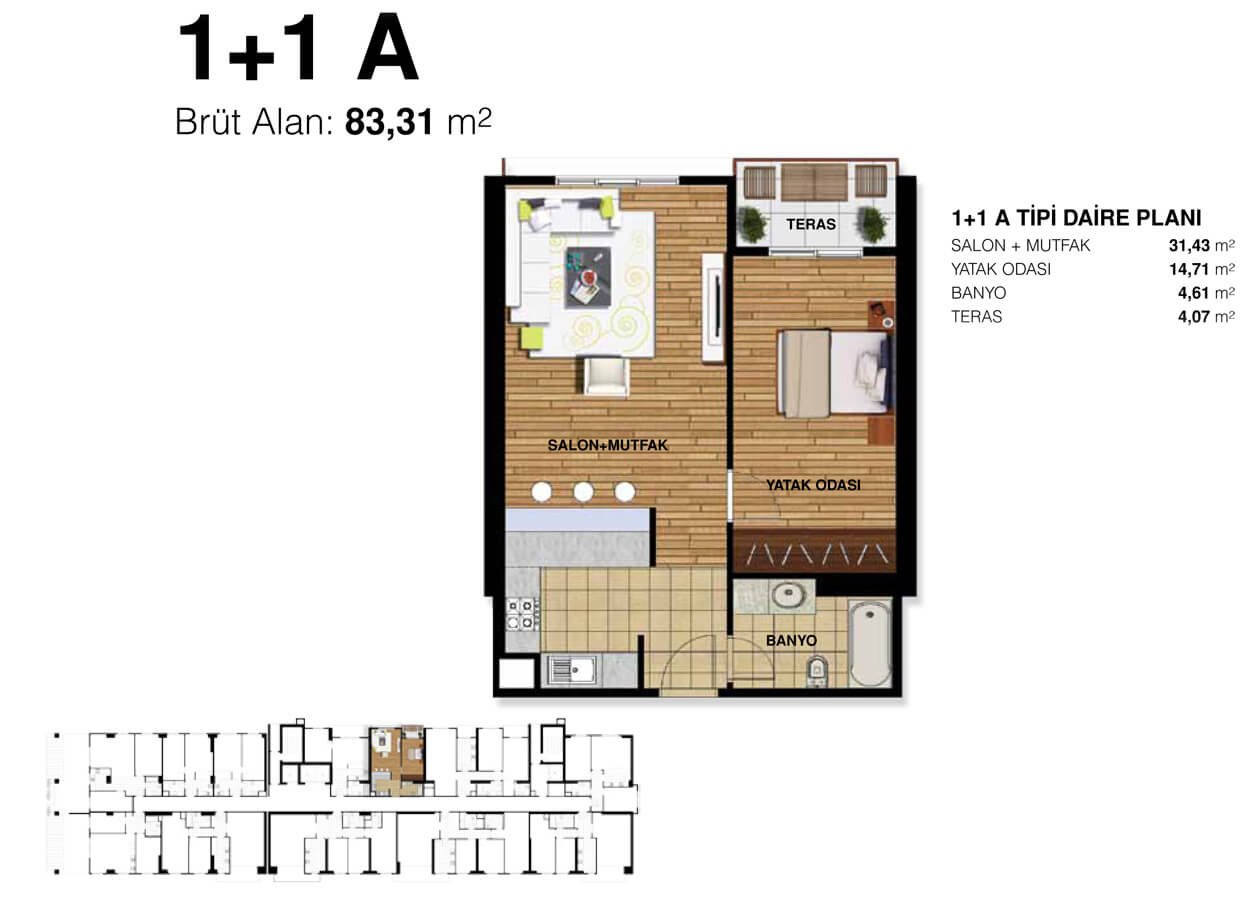 1+1 A
Brüt Alan: 83,31 m²
TERAS
1+1 A TİPİ DAİRE PLANI
SALON + MUTFAK 31,43 m²
YATAK ODASI 14,71 m²
BANYO 4,61 m²
TERAS 4,07 m²
SALON+MUTFAK
YATAK ODASI
BANYO